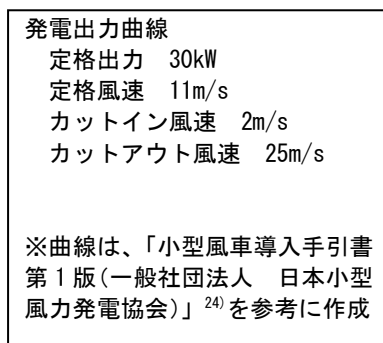 発電出力曲線
定格出力　30kW
定格風速　11m/s
カットイン風速　2m/s
カットアウト風速　25m/s
※曲線は、「小型風車導入手引書
第1版(一般社団法人　日本小型
風力発電協会)」24)を参考に作成